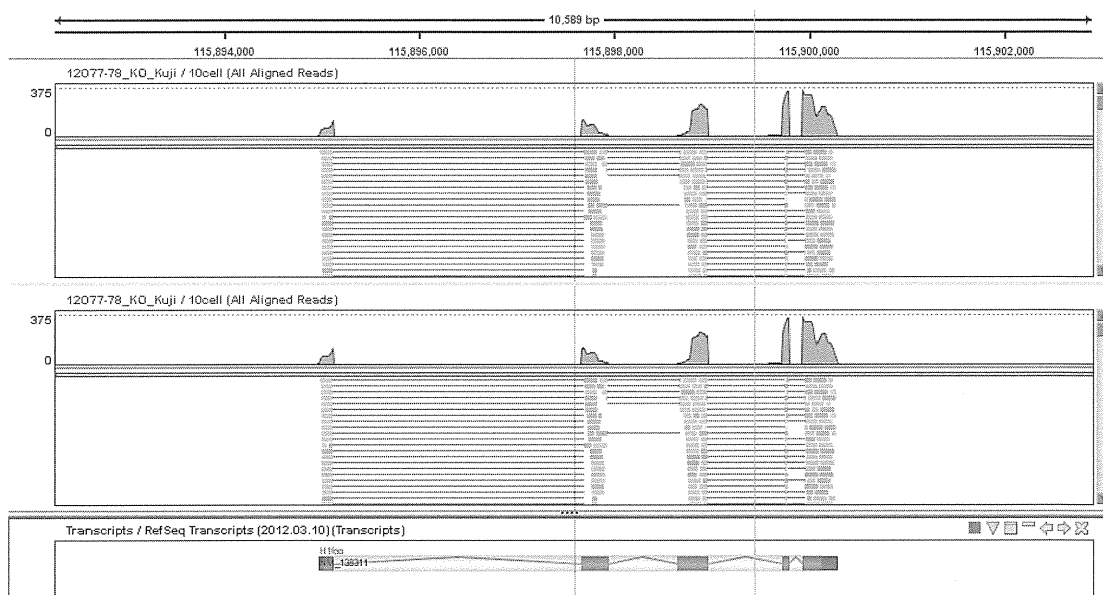 10,589 bp
115,894,000 115,896,000 115,898,000 115,900,000 115,902,000
12077-78_KO_Kuji / 10cell (All Aligned Reads)
375
0
12077-78_KO_Kuji / 10cell (All Aligned Reads)
375
0
Transcripts / RefSeq Transcripts (2012.03.10)(Transcripts)
H1foo
NM_138311